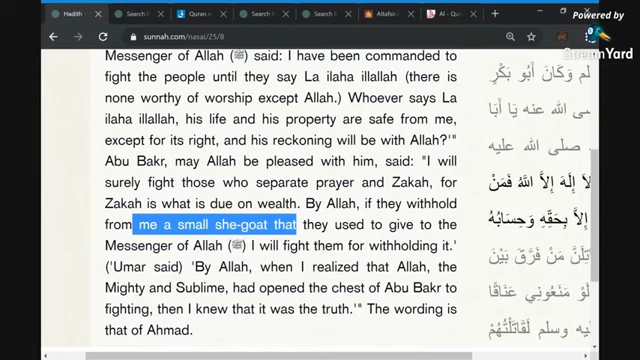 Hadith
Search
Quran
Search
Search
Altafsir
Al - Qur
Powered by
StreamYard
sunnah.com/nasai/25/8
Messenger of Allah (ﷺ) said: I have been commanded to
fight the people until they say La ilaha illallah (there is
none worthy of worship except Allah.) Whoever says La
ilaha illallah, his life and his property are safe from me,
except for its right, and his reckoning will be with Allah?'"
Abu Bakr, may Allah be pleased with him, said: "I will
surely fight those who separate prayer and Zakah, for
Zakah is what is due on wealth. By Allah, if they withhold
from me a small she-goat that they used to give to the
Messenger of Allah (ﷺ) I will fight them for withholding it.'
('Umar said) 'By Allah, when I realized that Allah, the
Mighty and Sublime, had opened the chest of Abu Bakr to
fighting, then I knew that it was the truth.'" The wording is
that of Ahmad.
وَكَانَ أَبُو بَكْرٍ
الله عنه يَا أَبَا
صلى الله عليه
لاَ إِلَهَ إِلاَّ اللَّهُ فَمَنْ
إِلاَّ بِحَقِّهِ وَحِسَابُهُ
مَنْ فَرَّقَ بَيْنَ
مَنَعُونِي عَنَاقًا
وسلم لَقَاتَلْتُهُمْ